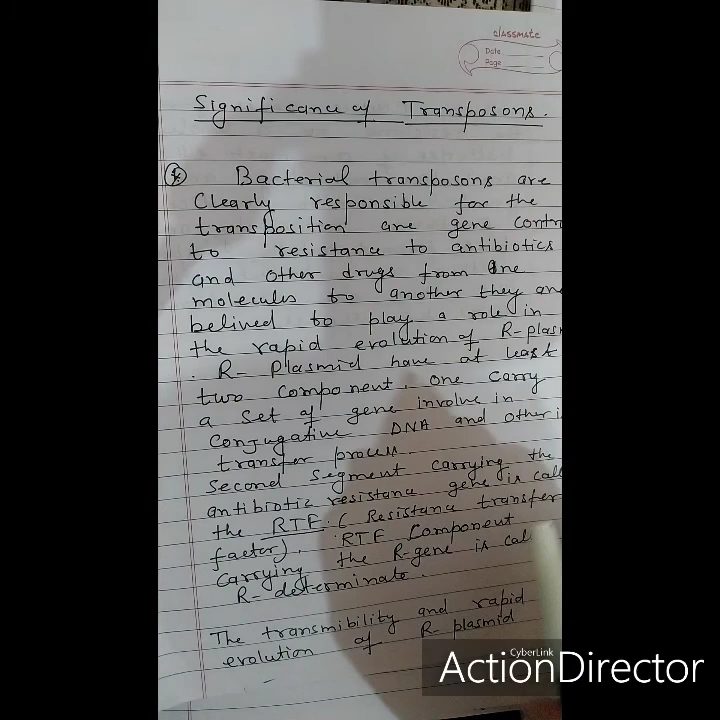 classmate
Date
Page
Significance of Transposons.
Bacterial transposons are
Clearly responsible for the
transposition are gene contro
to resistance to antibiotics
and other drugs from one
molecules to another they are
belived to play a role in
the rapid evolution of R-plas
. R- Plasmid have at least
two component. one carry
a set of gene involve in
Conjugative DNA and other i
transfer process.
Second segment carrying the
antibiotic resistance gene is call
the RTF ( Resistance transfer
factor). RTF Component
Carrying the R-gene is cal
R- determinate.
The transmibility and rapid
evolution of R- plasmid
CyberLink
ActionDirector